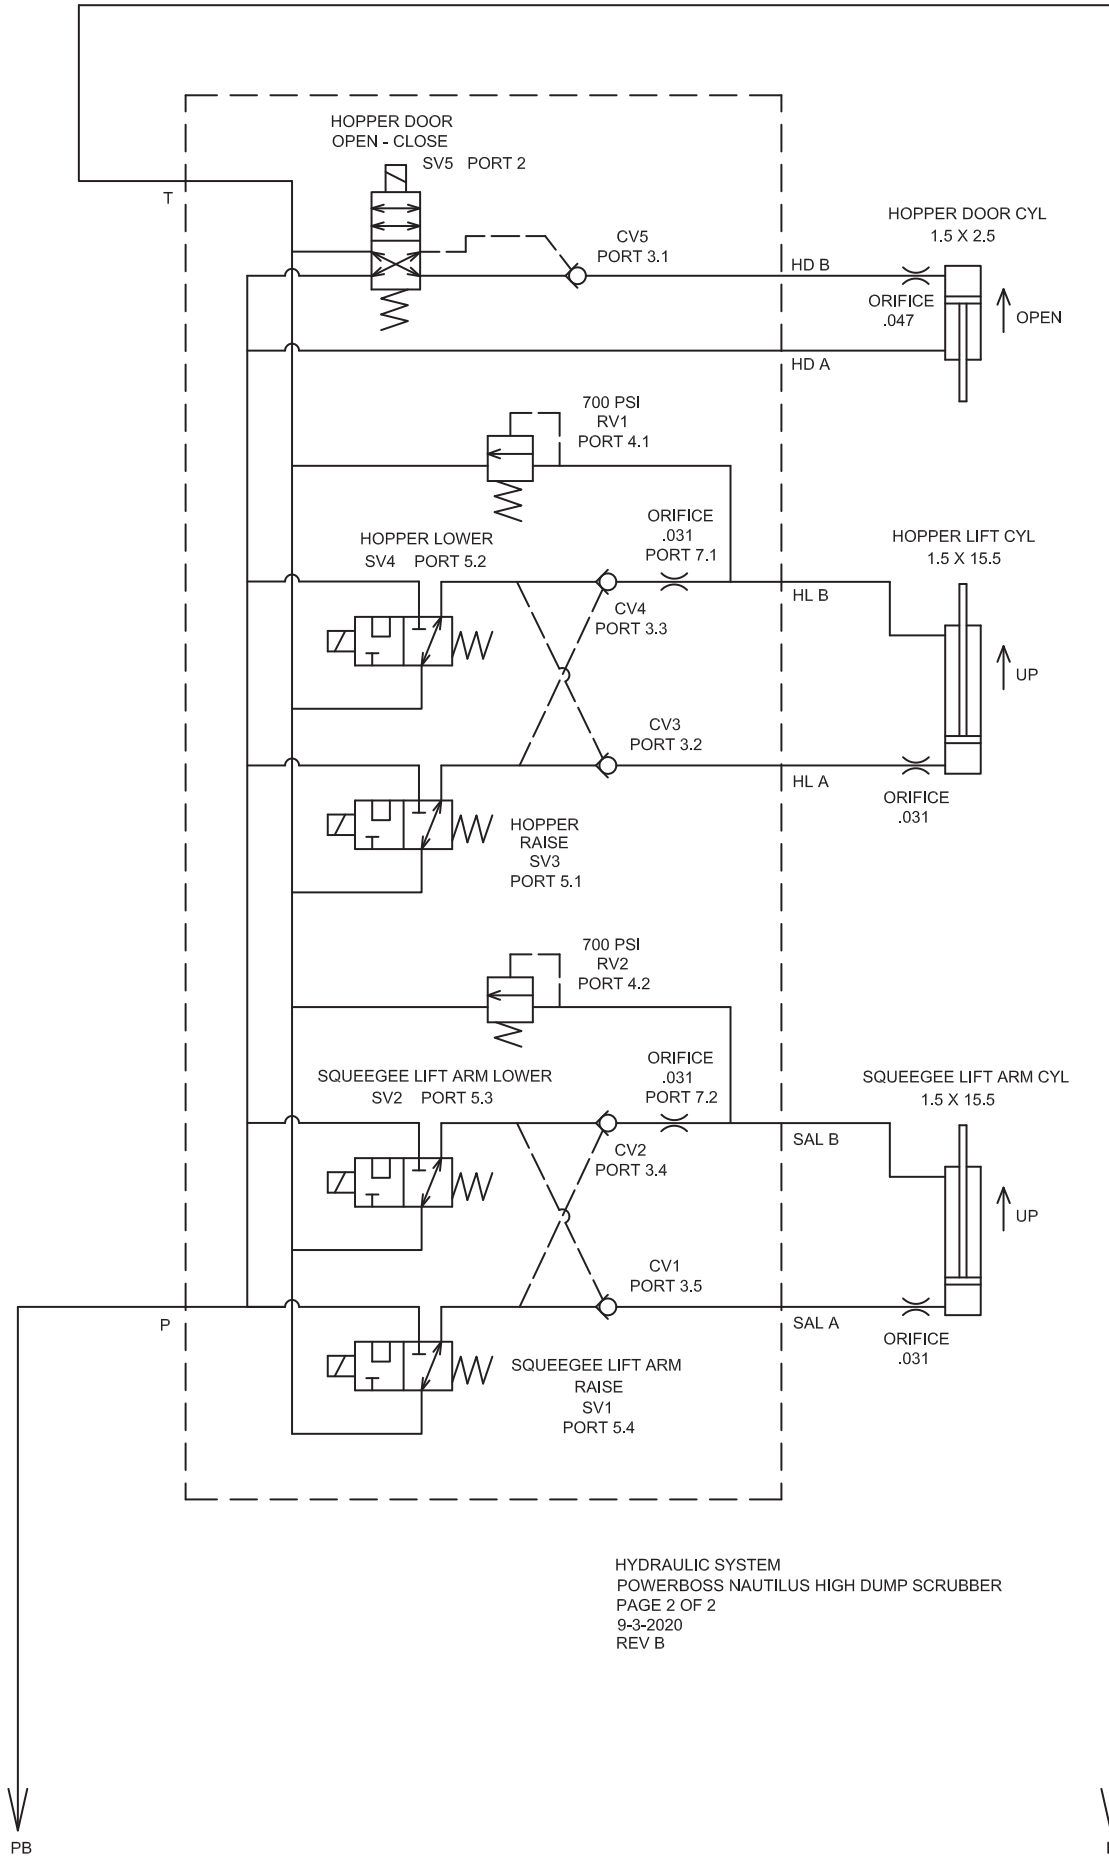 HOPPER DOOR
OPEN - CLOSE
SV5 PORT 2
T
CV5
PORT 3.1
HD B
HOPPER DOOR CYL
1.5 X 2.5
ORIFICE
.047
OPEN
HD A
700 PSI
RV1
PORT 4.1
HOPPER LOWER
SV4 PORT 5.2
ORIFICE
.031
PORT 7.1
HOPPER LIFT CYL
1.5 X 15.5
CV4
PORT 3.3
HL B
UP
CV3
PORT 3.2
HL A
ORIFICE
.031
HOPPER
RAISE
SV3
PORT 5.1
700 PSI
RV2
PORT 4.2
SQUEEGEE LIFT ARM LOWER
SV2 PORT 5.3
ORIFICE
.031
PORT 7.2
SQUEEGEE LIFT ARM CYL
1.5 X 15.5
CV2
PORT 3.4
SAL B
UP
CV1
PORT 3.5
P
SAL A
ORIFICE
.031
SQUEEGEE LIFT ARM
RAISE
SV1
PORT 5.4
HYDRAULIC SYSTEM
POWERBOSS NAUTILUS HIGH DUMP SCRUBBER
PAGE 2 OF 2
9-3-2020
REV B
PB